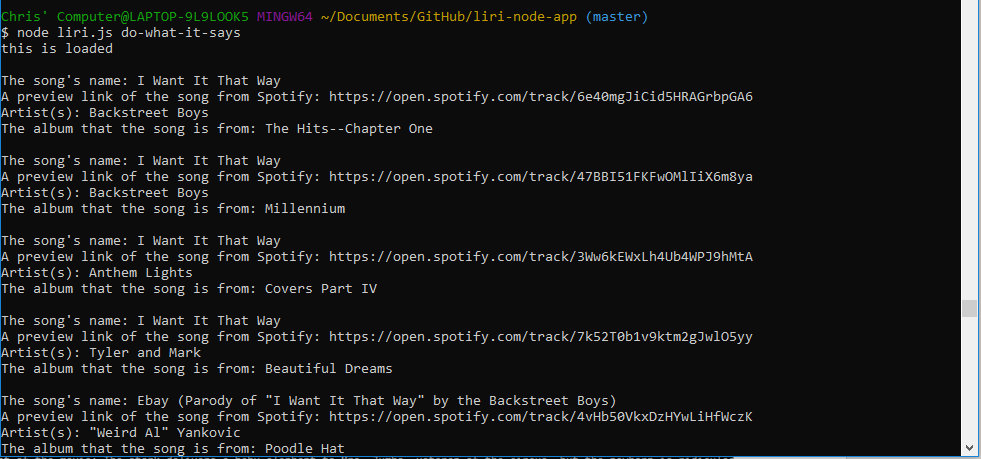 Chris' Computer@LAPTOP-9L9LOOK5 MINGW64 ~/Documents/GitHub/liri-node-app (master)
$ node liri.js do-what-it-says
this is loaded
The song's name: I Want It That Way
A preview link of the song from Spotify: https://open.spotify.com/track/6e40mgJiCid5HRAGrbpGA6
Artist(s): Backstreet Boys
The album that the song is from: The Hits--Chapter One
The song's name: I Want It That Way
A preview link of the song from Spotify: https://open.spotify.com/track/47BBI51FKFwOMlIiX6m8ya
Artist(s): Backstreet Boys
The album that the song is from: Millennium
The song's name: I Want It That Way
A preview link of the song from Spotify: https://open.spotify.com/track/3Ww6kEWxLh4Ub4WPJ9hMtA
Artist(s): Anthem Lights
The album that the song is from: Covers Part IV
The song's name: I Want It That Way
A preview link of the song from Spotify: https://open.spotify.com/track/7k52T0b1v9ktm2gJwlO5yy
Artist(s): Tyler and Mark
The album that the song is from: Beautiful Dreams
The song's name: Ebay (Parody of "I Want It That Way" by the Backstreet Boys)
A preview link of the song from Spotify: https://open.spotify.com/track/4vHb50VkxDzHYwLiHfWczK
Artist(s): "Weird Al" Yankovic
The album that the song is from: Poodle Hat